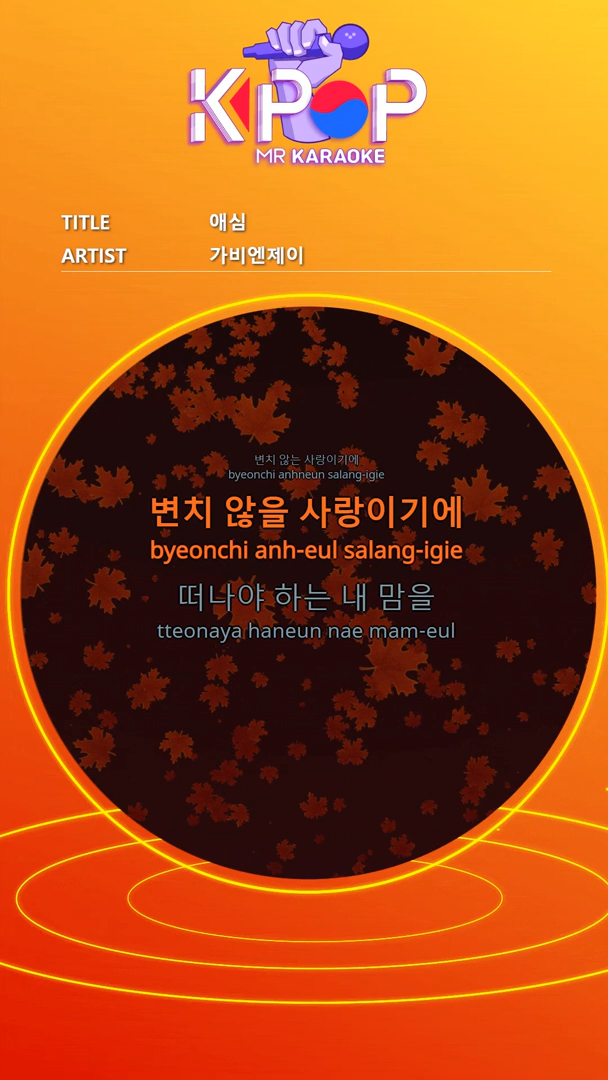 KPOP
MR KARAOKE
TITLE 애심
ARTIST 가비엔제이
변치 않는 사랑이기에
byeonchi anhneun salang-igie
변치 않을 사랑이기에
byeonchi anh-eul salang-igie
떠나야 하는 내 맘을
tteonaya haneun nae mam-eul